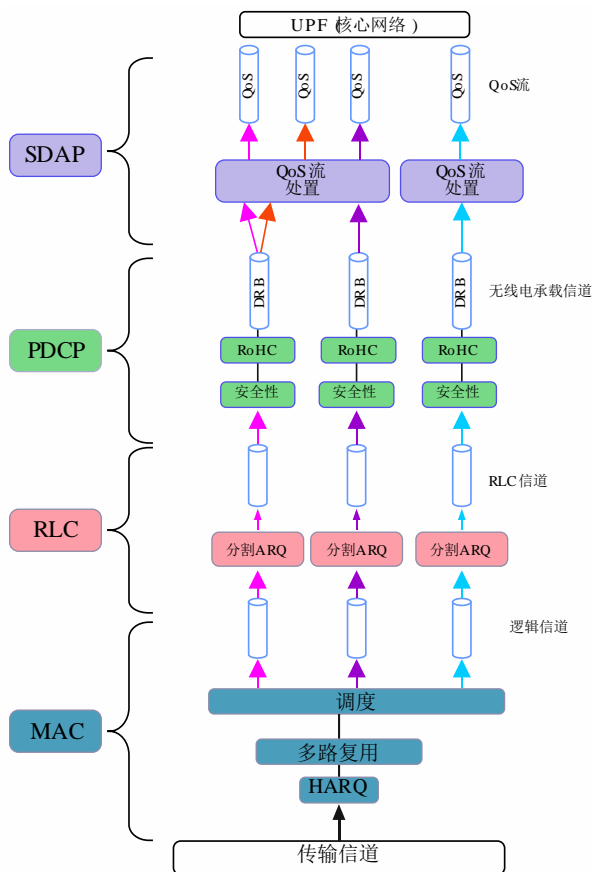 UPF (核心网络)
QoS
QoS
QoS
QoS
QoS流
SDAP
QoS流
处置
QoS流
处置
DRB
DRB
DRB
无线电承载信道
PDCP
RoHC
RoHC
RoHC
安全性
安全性
安全性
RLC信道
RLC
分割ARQ
分割ARQ
分割ARQ
逻辑信道
MAC
调度
多路复用
HARQ
传输信道